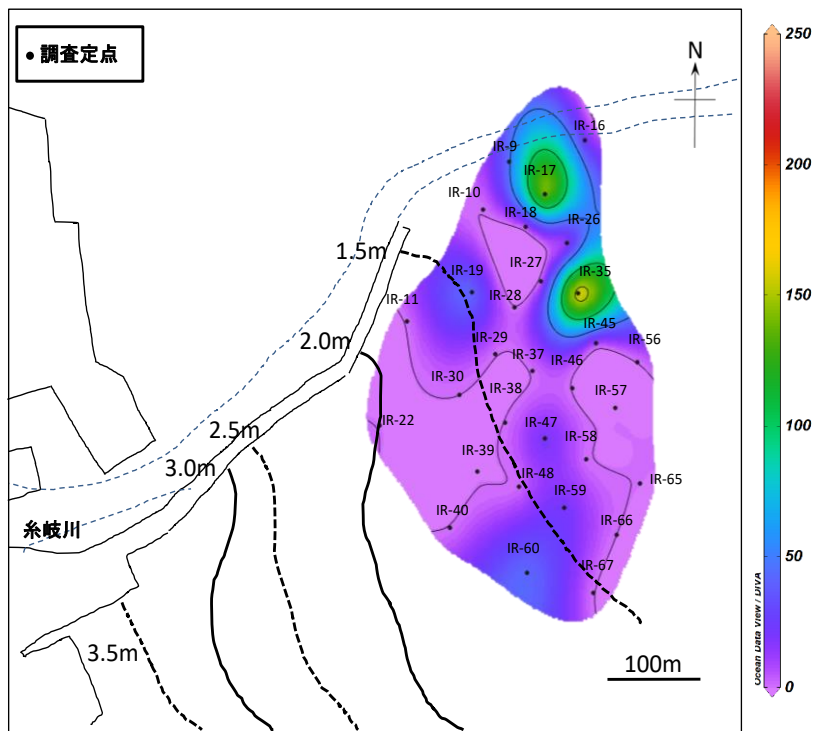 • 調査定点
N
250
200
150
100
50
0
Ocean Data View / DIVA
IR-16
IR-9
IR-17
IR-10
IR-18
IR-26
1.5m
IR-27
IR-35
IR-19
IR-11
IR-28
2.0m
IR-45
IR-56
IR-29
IR-37
IR-46
IR-30
IR-38
IR-57
IR-22
2.5m
IR-47
IR-58
3.0m
IR-39
IR-48
IR-65
IR-59
糸岐川
IR-40
IR-66
IR-60
IR-67
3.5m
100m